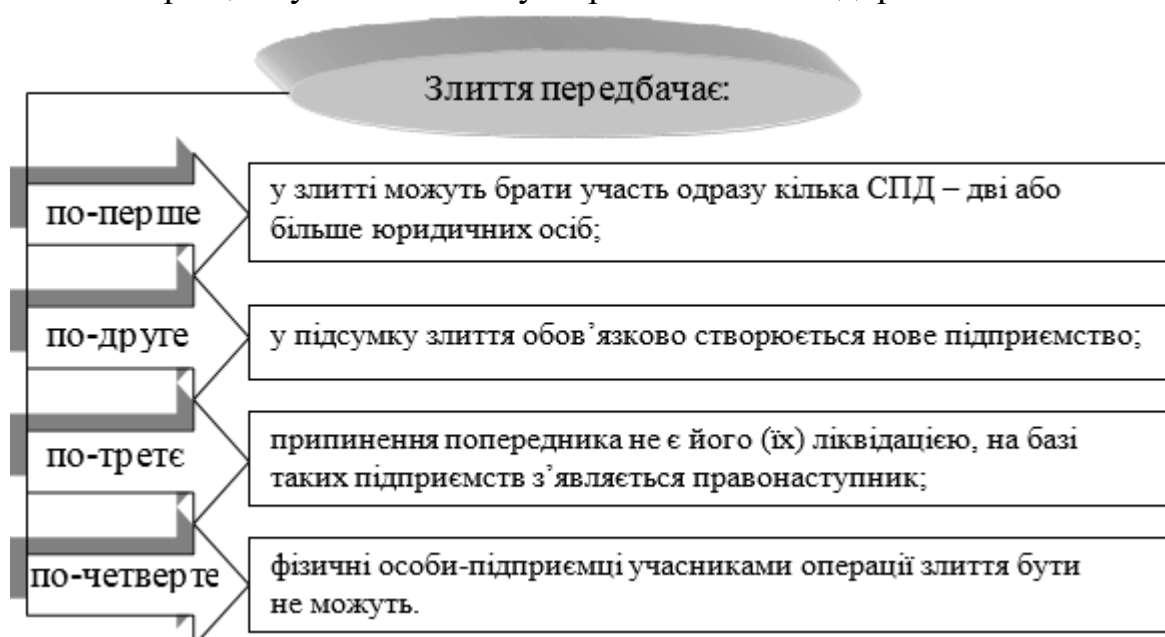 Злиття передбачає:
по-перше
у злитті можуть брати участь одразу кілька СПД – дві або
більше юридичних осіб;
по-друге
у підсумку злиття обов’язково створюється нове підприємство;
по-третє
припинення попередника не є його (їх) ліквідацією, на базі
таких підприємств з’являється правонаступник;
по-четверте
фізичні особи-підприємці учасниками операції злиття бути
не можуть.